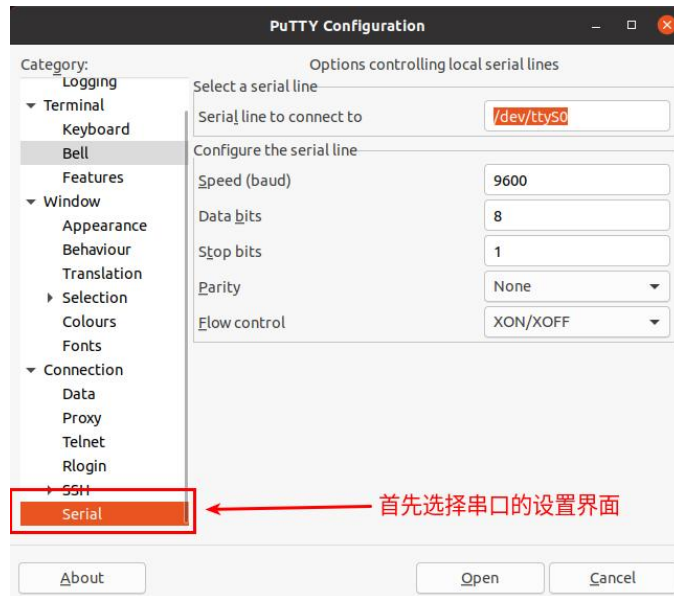 PuTTY Configuration
Category:
Options controlling local serial lines
Logging
Terminal
Keyboard
Bell
Features
Window
Appearance
Behaviour
Translation
Selection
Colours
Fonts
Connection
Data
Proxy
Telnet
Rlogin
SSH
Serial
Select a serial line
Serial line to connect to /dev/ttyS0
Configure the serial line
Speed (baud) 9600
Data bits 8
Stop bits 1
Parity None
Flow control XON/XOFF
首先选择串口的设置界面
About Open Cancel